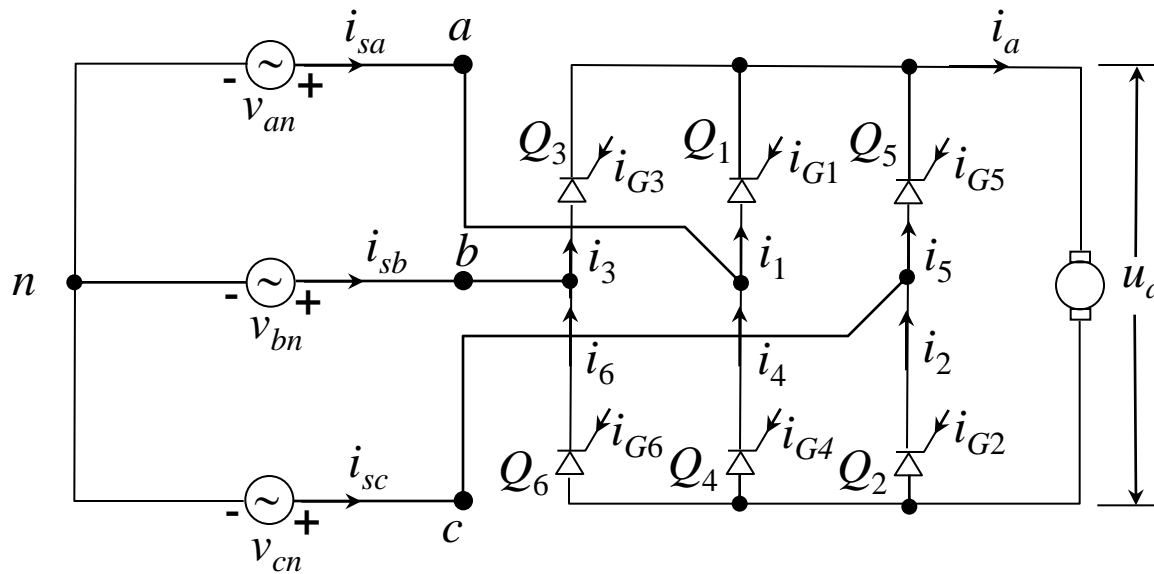 i_sa
a
i_a
- ~ +
v_an
Q_3
i_G3
Q_1
i_G1
Q_5
i_G5
n
i_sb
b
- ~ +
v_bn
i_3
i_1
i_5
i_6
i_4
i_2
i_sc
c
- ~ +
v_cn
Q_6
i_G6
Q_4
i_G4
Q_2
i_G2